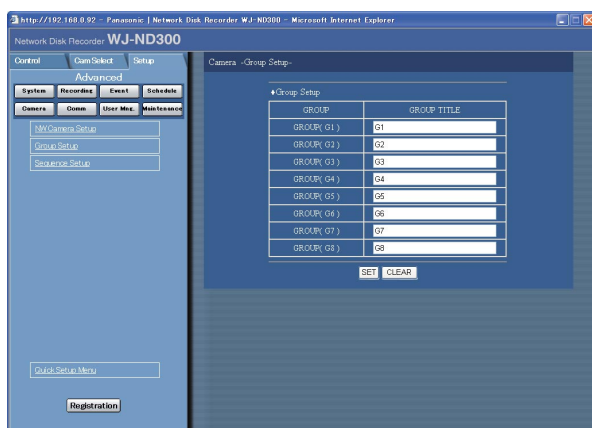 http://192.168.0.92 - Panasonic | Network Disk Recorder WJ-ND300 - Microsoft Internet Explorer
Network Disk Recorder WJ-ND300
Control Cam Select Setup
Advanced
System Recording Event Schedule
Camera Comm User Mng. Maintenance
NW Camera Setup
Group Setup
Sequence Setup
Quick Setup Menu
Registration
Camera -Group Setup-
♦Group Setup
GROUP GROUP TITLE
GROUP( G1 ) G1
GROUP( G2 ) G2
GROUP( G3 ) G3
GROUP( G4 ) G4
GROUP( G5 ) G5
GROUP( G6 ) G6
GROUP( G7 ) G7
GROUP( G8 ) G8
SET CLEAR